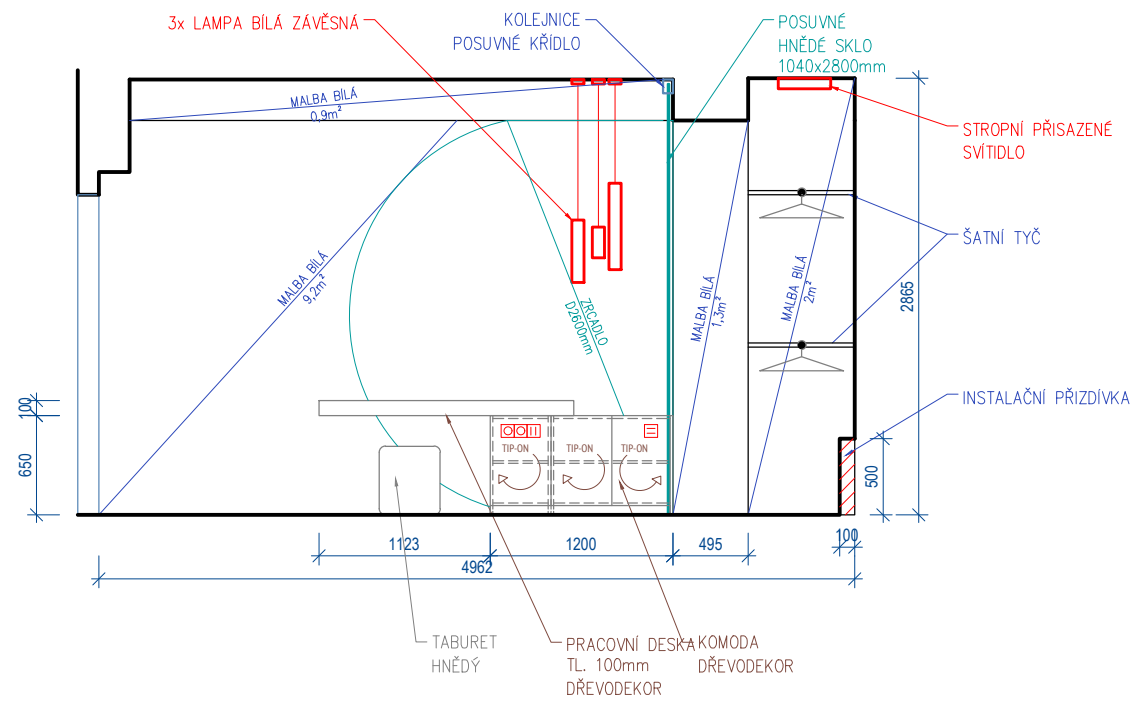 3x LAMPA BÍLÁ ZÁVĚSNÁ
KOLEJNICE
POSUVNÉ KŘÍDLO
POSUVNÉ
HNĚDÉ SKLO
1040x2800mm
MALBA BÍLÁ
0,9m²
STROPNÍ PŘISAZENÉ
SVÍTIDLO
ŠATNÍ TYČ
MALBA BÍLÁ
9,2m²
ZRCADLO
D2600mm
MALBA BÍLÁ
1,3m²
MALBA BÍLÁ
2m²
2865
INSTALAČNÍ PŘIZDÍVKA
100
650
TIP-ON
TIP-ON
TIP-ON
500
1123
1200
495
100
4962
TABURET
HNĚDÝ
PRACOVNÍ DESKA
TL. 100mm
DŘEVODEKOR
KOMODA
DŘEVODEKOR